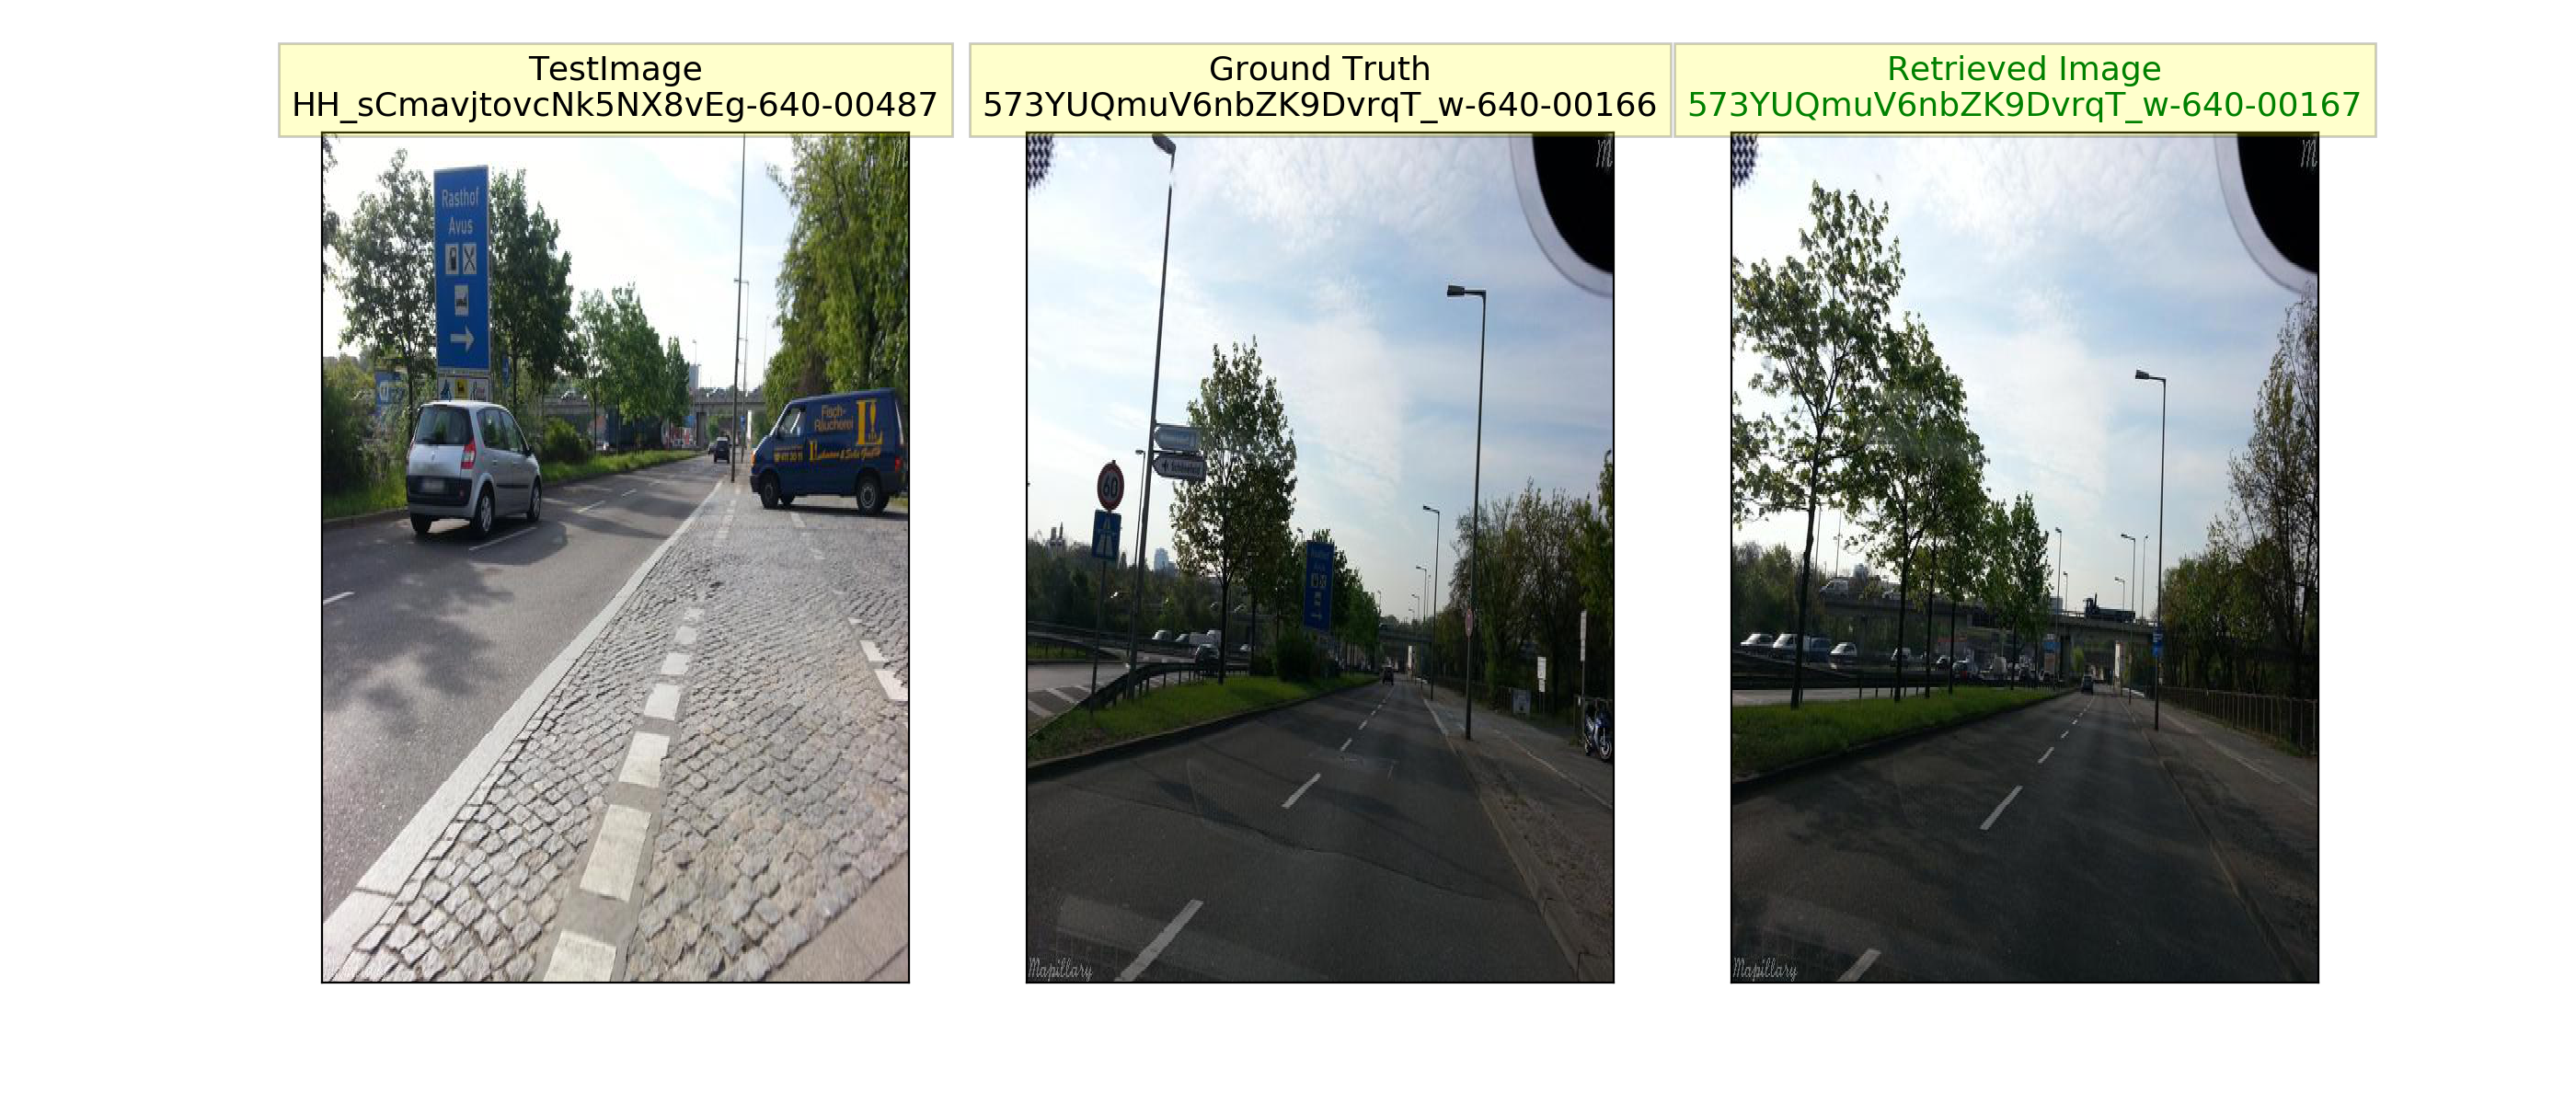 TestImage
HH_sCmavjtovcNk5NX8vEg-640-00487
Ground Truth
573YUQmuV6nbZK9DvrqT_w-640-00166
Retrieved Image
573YUQmuV6nbZK9DvrqT_w-640-00167
Rasthof
Avus
Fisch-
Räucherei
L
60
Schönefeld
Mapillary
Mapillary